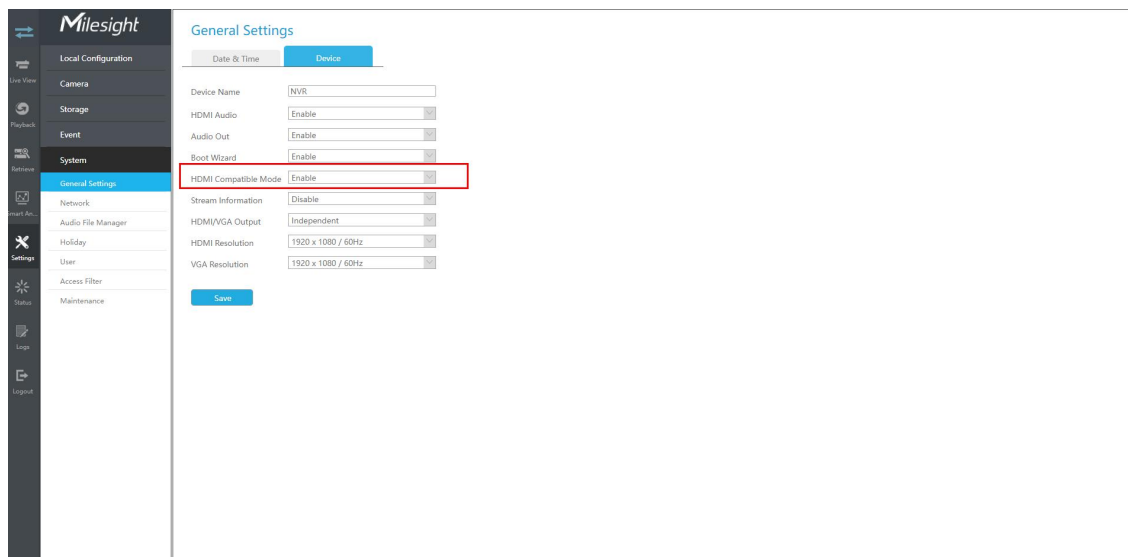 Milesight
Live View
Playback
Retrieve
Smart An...
Settings
Status
Logs
Logout
Local Configuration
Camera
Storage
Event
System
General Settings
Network
Audio File Manager
Holiday
User
Access Filter
Maintenance
General Settings
Date & Time Device
Device Name NVR
HDMI Audio Enable
Audio Out Enable
Boot Wizard Enable
HDMI Compatible Mode Enable
Stream Information Disable
HDMI/VGA Output Independent
HDMI Resolution 1920 x 1080 / 60Hz
VGA Resolution 1920 x 1080 / 60Hz
Save